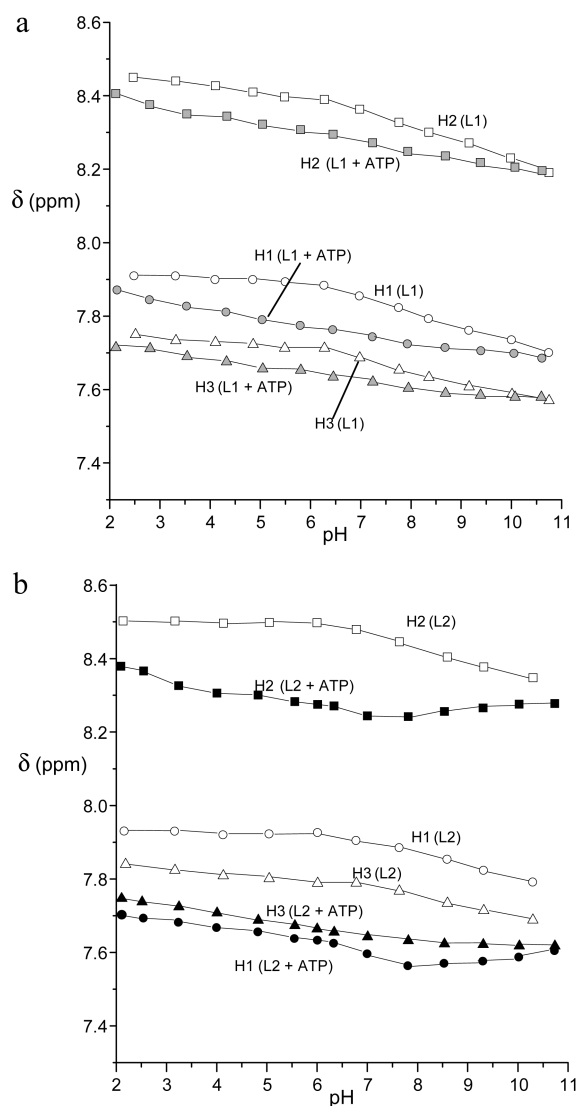 a
8.6
8.4
8.2
8.0
7.8
7.6
7.4
δ (ppm)
H2 (L1)
H2 (L1 + ATP)
H1 (L1 + ATP)
H1 (L1)
H3 (L1 + ATP)
H3 (L1)
2 3 4 5 6 7 8 9 10 11
pH
b
8.6
8.4
8.2
8.0
7.8
7.6
7.4
δ (ppm)
H2 (L2)
H2 (L2 + ATP)
H1 (L2)
H3 (L2)
H3 (L2 + ATP)
H1 (L2 + ATP)
2 3 4 5 6 7 8 9 10 11
pH